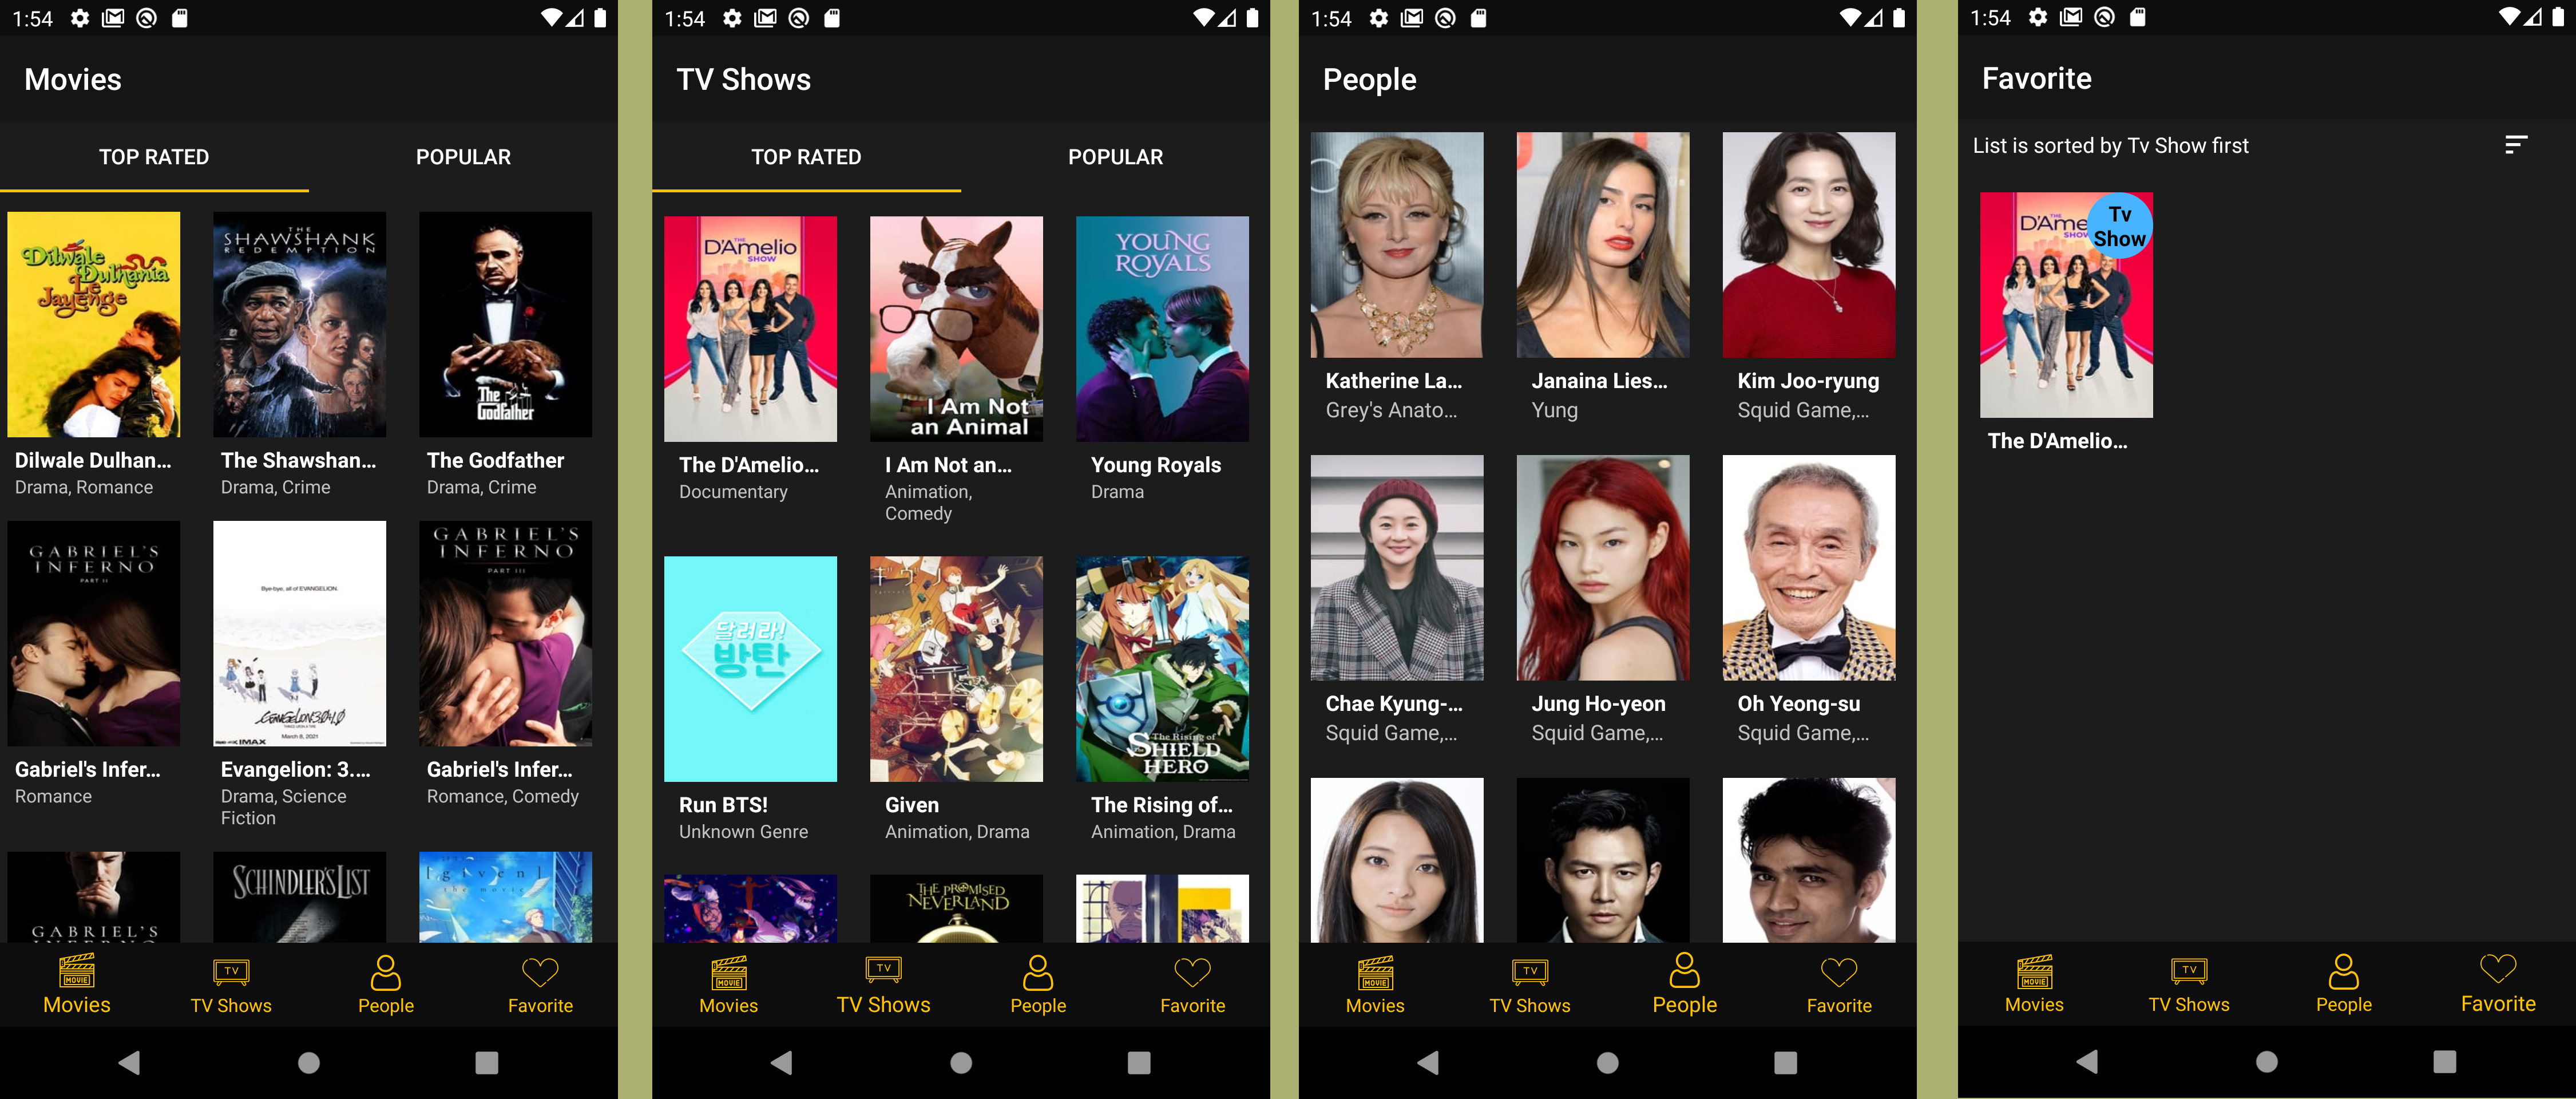 1:54
Movies
TOP RATED
POPULAR
Dilwale
Dulhania
Le
Jayenge
THE
SHAWSHANK
REDEMPTION
The
Godfather
Dilwale Dulhan...
Drama, Romance
The Shawshan...
Drama, Crime
The Godfather
Drama, Crime
GABRIEL'S
INFERNO
PART II
Bye-bye, all of EVANGELION.
EVANGELION:3.0+1.0
March 8, 2021
IMAX
GABRIEL'S
INFERNO
PART III
Gabriel's Infer...
Romance
Evangelion: 3....
Drama, Science
Fiction
Gabriel's Infer...
Romance, Comedy
GABRIEL'S
SCHINDLER'S LIST
[given]
the movie
MOVIE
Movies
TV
TV Shows
People
Favorite
1:54
TV Shows
TOP RATED
POPULAR
THE
D'Amelio
SHOW
I Am Not
an Animal
YOUNG
ROYALS
The D'Amelio...
Documentary
I Am Not an...
Animation,
Comedy
Young Royals
Drama
달려라!
방탄
ギヴン
The Rising of
the
SHIELD
HERO
Run BTS!
Unknown Genre
Given
Animation, Drama
The Rising of...
Animation, Drama
THE PROMISED
NEVERLAND
MOVIE
Movies
TV
TV Shows
People
Favorite
1:54
People
Katherine La...
Grey's Anato...
Janaina Lies...
Yung
Kim Joo-ryung
Squid Game,...
Chae Kyung-...
Squid Game,...
Jung Ho-yeon
Squid Game,...
Oh Yeong-su
Squid Game,...
MOVIE
Movies
TV
TV Shows
People
Favorite
1:54
Favorite
List is sorted by Tv Show first
THE
D'Ame
SHOW
Tv
Show
The D'Amelio...
MOVIE
Movies
TV
TV Shows
People
Favorite